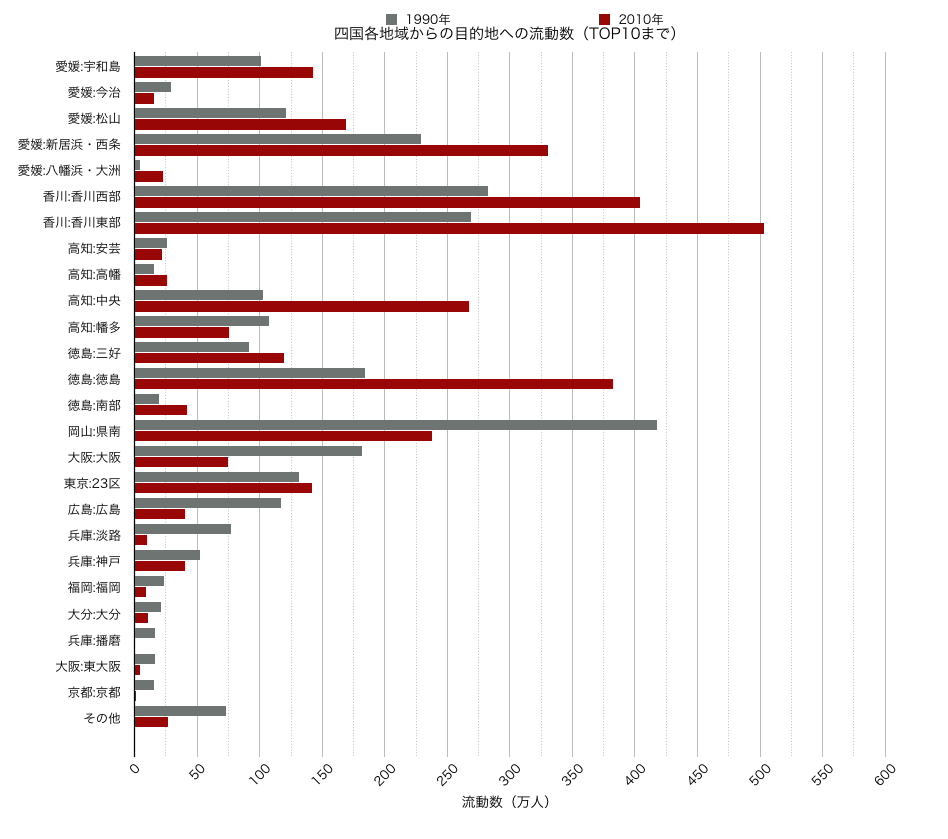 1990年
2010年
四国各地域からの目的地への流動数（TOP10まで）
愛媛:宇和島
愛媛:今治
愛媛:松山
愛媛:新居浜・西条
愛媛:八幡浜・大洲
香川:香川西部
香川:香川東部
高知:安芸
高知:高幡
高知:中央
高知:幡多
徳島:三好
徳島:徳島
徳島:南部
岡山:県南
大阪:大阪
東京:23区
広島:広島
兵庫:淡路
兵庫:神戸
福岡:福岡
大分:大分
兵庫:播磨
大阪:東大阪
京都:京都
その他
0
50
100
150
200
250
300
350
400
450
500
550
600
流動数（万人）